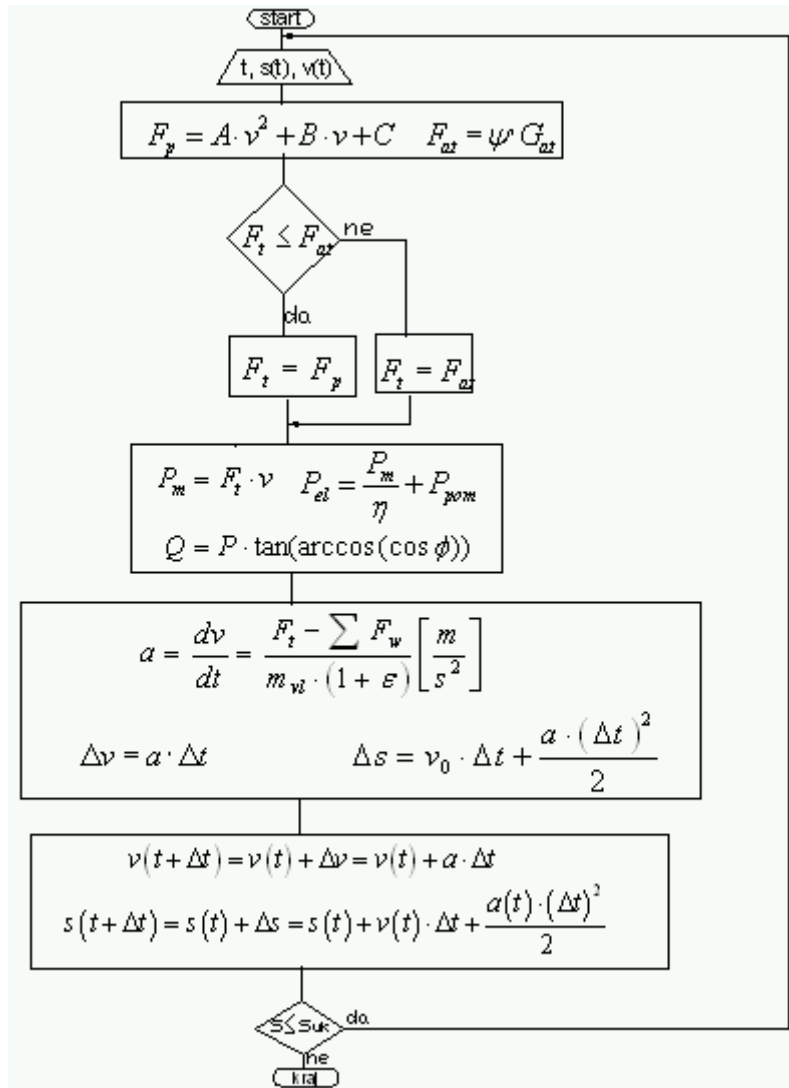 start
t, s(t), v(t)
F_p = A·v² + B·v + C    F_at = ψ G_at
F_t ≤ F_at
ne
da
F_t = F_p
F_t = F_at
P_m = F_t · v    P_el = P_m / η + P_pom
Q = P · tan(arccos(cos ϕ))
a = dv / dt = (F_t − ∑ F_w) / (m_vl · (1 + ε)) [m / s²]
Δv = a · Δt    Δs = v_0 · Δt + a · (Δt)² / 2
v(t + Δt) = v(t) + Δv = v(t) + a · Δt
s(t + Δt) = s(t) + Δs = s(t) + v(t) · Δt + a(t) · (Δt)² / 2
S ≤ Suk
da
ne
kraj